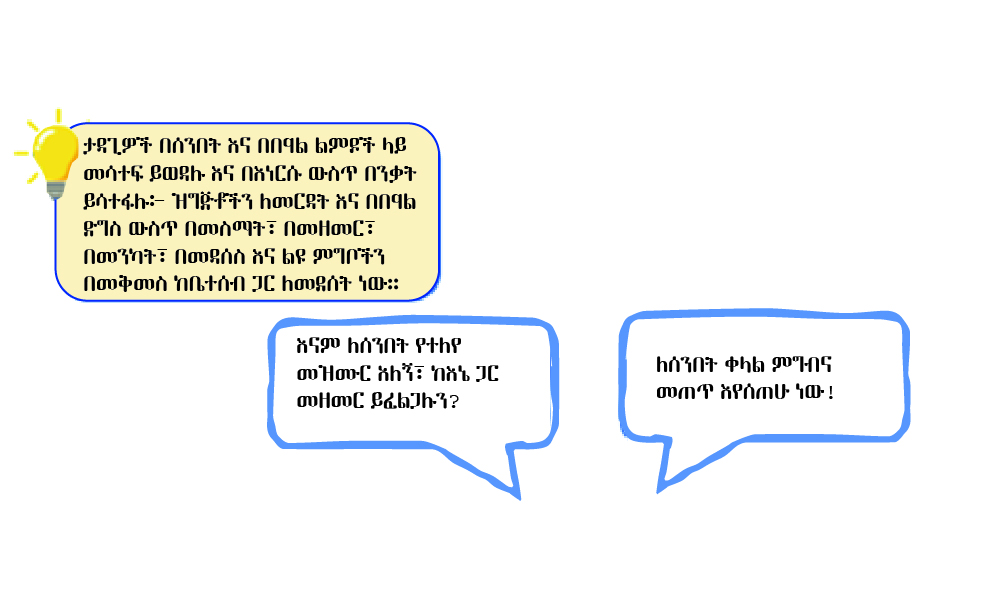 ታዳጊዎች በሰንበት እና በበዓል ልምዶች ላይ
መሳተፍ ይወዳሉ እና በእነርሱ ውስጥ በንቃት
ይሳተፋሉ፦ ዝግጅቶችን ለመርዳት እና በበዓል
ድግስ ውስጥ በመስማት፣ በመዘመር፣
በመንካት፣ በመዳሰስ እና ልዩ ምግቦችን
በመቅመስ ከቤተሰብ ጋር ለመደሰት ነው።
እናም ለሰንበት የተለየ
መዝሙር አለኝ፣ ከእኔ ጋር
መዘመር ይፈልጋሉን?
ለሰንበት ቀላል ምግብና
መጠጥ እየሰጠሁ ነው!